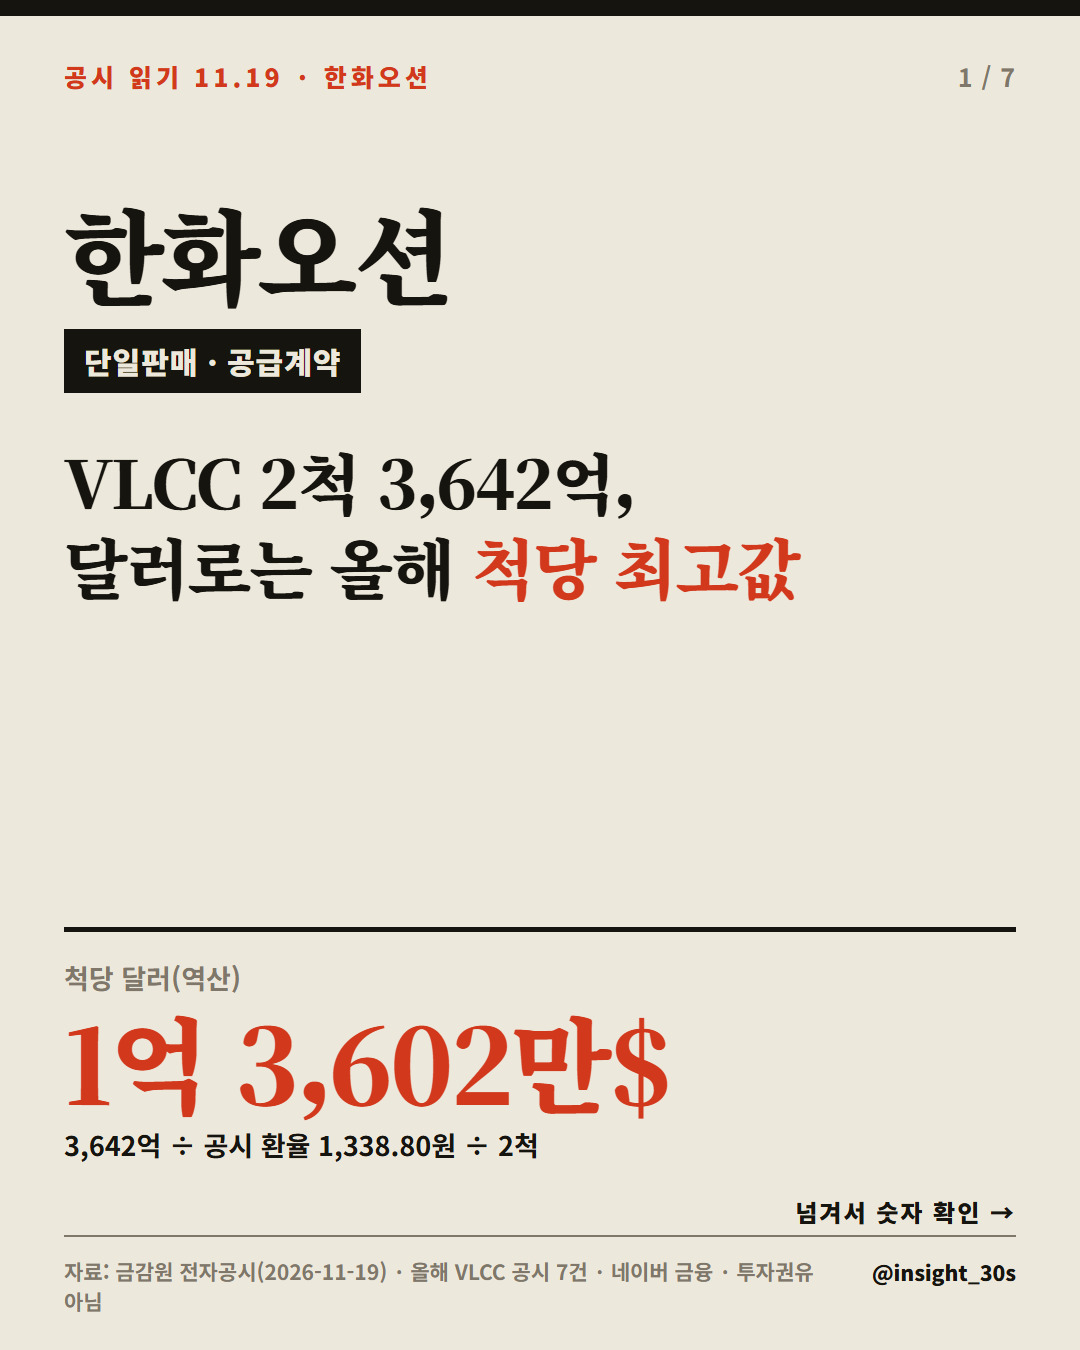 공시 읽기 11.19 · 한화오션
1 / 7
한화오션
단일판매 · 공급계약
VLCC 2척 3,642억,
달러로는 올해 척당 최고값
척당 달러(역산)
1억 3,602만$
3,642억 ÷ 공시 환율 1,338.80원 ÷ 2척
넘겨서 숫자 확인 →
자료: 금감원 전자공시(2026-11-19) · 올해 VLCC 공시 7건 · 네이버 금융 · 투자권유
아님
@insight_30s